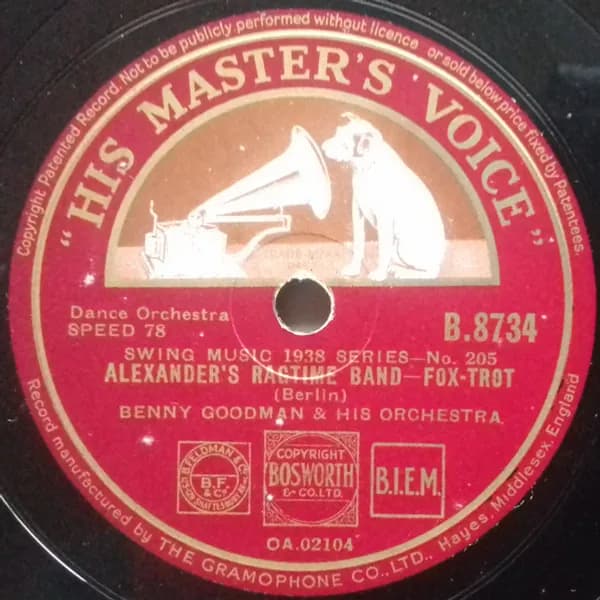 Copyright Patented Record. Not to be publicly performed without licence or sold below price fixed by Patentees.
"HIS MASTER'S VOICE"
Dance Orchestra
SPEED 78
B.8734
SWING MUSIC 1938 SERIES—No. 205
ALEXANDER'S RAGTIME BAND—FOX-TROT
(Berlin)
BENNY GOODMAN & HIS ORCHESTRA
B. FELDMAN & Co.
B.F.
& Co
COPYRIGHT
BOSWORTH
& CO. LTD.
B.I.E.M.
OA.02104
Record manufactured by THE GRAMOPHONE CO., LTD., Hayes, Middlesex, England